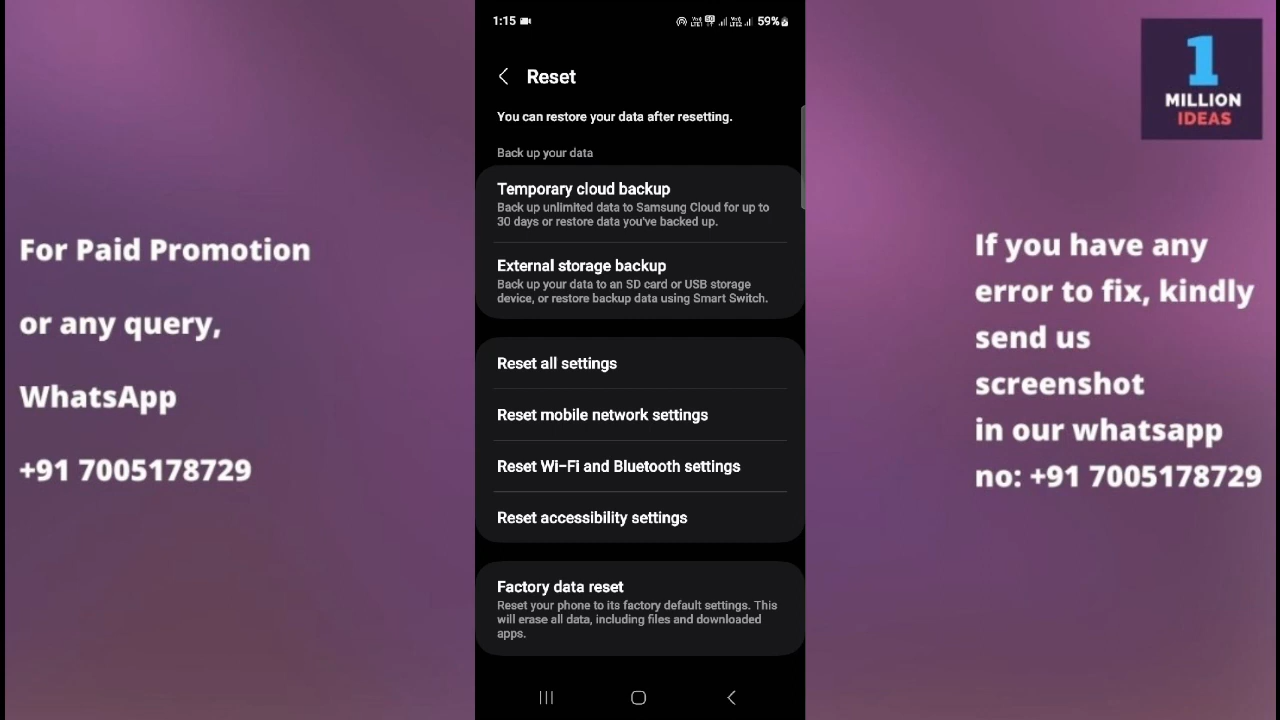 For Paid Promotion
or any query,
WhatsApp
+91 7005178729
1:15
59%
Reset
You can restore your data after resetting.
Back up your data
Temporary cloud backup
Back up unlimited data to Samsung Cloud for up to
30 days or restore data you've backed up.
External storage backup
Back up your data to an SD card or USB storage
device, or restore backup data using Smart Switch.
Reset all settings
Reset mobile network settings
Reset Wi-Fi and Bluetooth settings
Reset accessibility settings
Factory data reset
Reset your phone to its factory default settings. This
will erase all data, including files and downloaded
apps.
1
MILLION
IDEAS
If you have any
error to fix, kindly
send us
screenshot
in our whatsapp
no: +91 7005178729